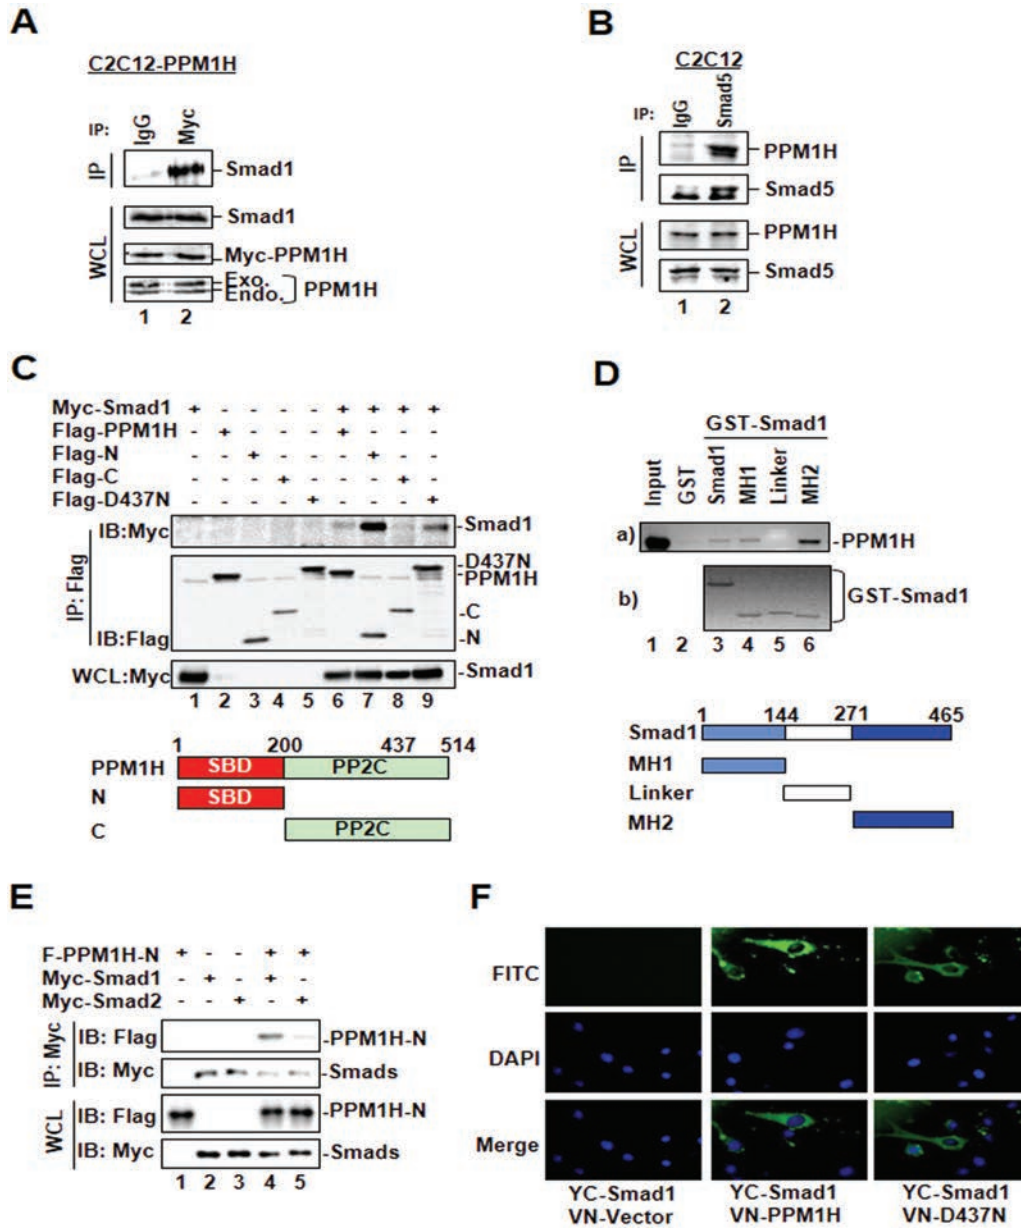 A
C2C12-PPM1H
IP: IgG Myc
IP
Smad1
WCL
Smad1
Myc-PPM1H
Exo.
Endo.
PPM1H
1 2
B
C2C12
IP: IgG Smad5
IP
PPM1H
Smad5
WCL
PPM1H
Smad5
1 2
C
Myc-Smad1 + - - - - + + + +
Flag-PPM1H - + - - - + - - -
Flag-N - - + - - - + - -
Flag-C - - - + - - - + -
Flag-D437N - - - - + - - - +
IP: Flag
IB:Myc -Smad1
-D437N
PPM1H
-C
IB:Flag -N
WCL:Myc -Smad1
1 2 3 4 5 6 7 8 9
1 200 437 514
PPM1H SBD PP2C
N SBD
C PP2C
D
GST-Smad1
Input GST Smad1 MH1 Linker MH2
a) -PPM1H
b) GST-Smad1
1 2 3 4 5 6
1 144 271 465
Smad1
MH1
Linker
MH2
E
F-PPM1H-N + - - + +
Myc-Smad1 - + - + -
Myc-Smad2 - - + - +
IP: Myc
IB: Flag -PPM1H-N
IB: Myc -Smads
WCL
IB: Flag -PPM1H-N
IB: Myc -Smads
1 2 3 4 5
F
FITC
DAPI
Merge
YC-Smad1 YC-Smad1 YC-Smad1
VN-Vector VN-PPM1H VN-D437N